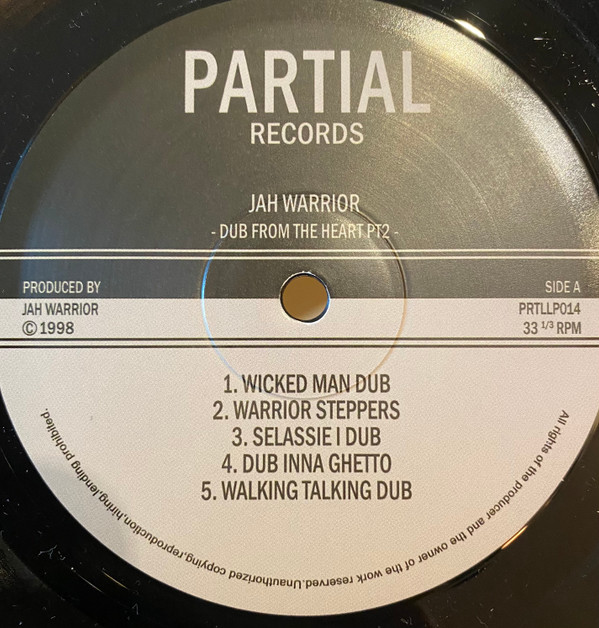 PARTIAL
RECORDS
JAH WARRIOR
- DUB FROM THE HEART PT2 -
PRODUCED BY
JAH WARRIOR
© 1998
SIDE A
PRTLLP014
33 1/3 RPM
1. WICKED MAN DUB
2. WARRIOR STEPPERS
3. SELASSIE I DUB
4. DUB INNA GHETTO
5. WALKING TALKING DUB
All rights of the producer and the owner of the work reserved.Unauthorized copying,reproduction,hiring,lending prohibited.